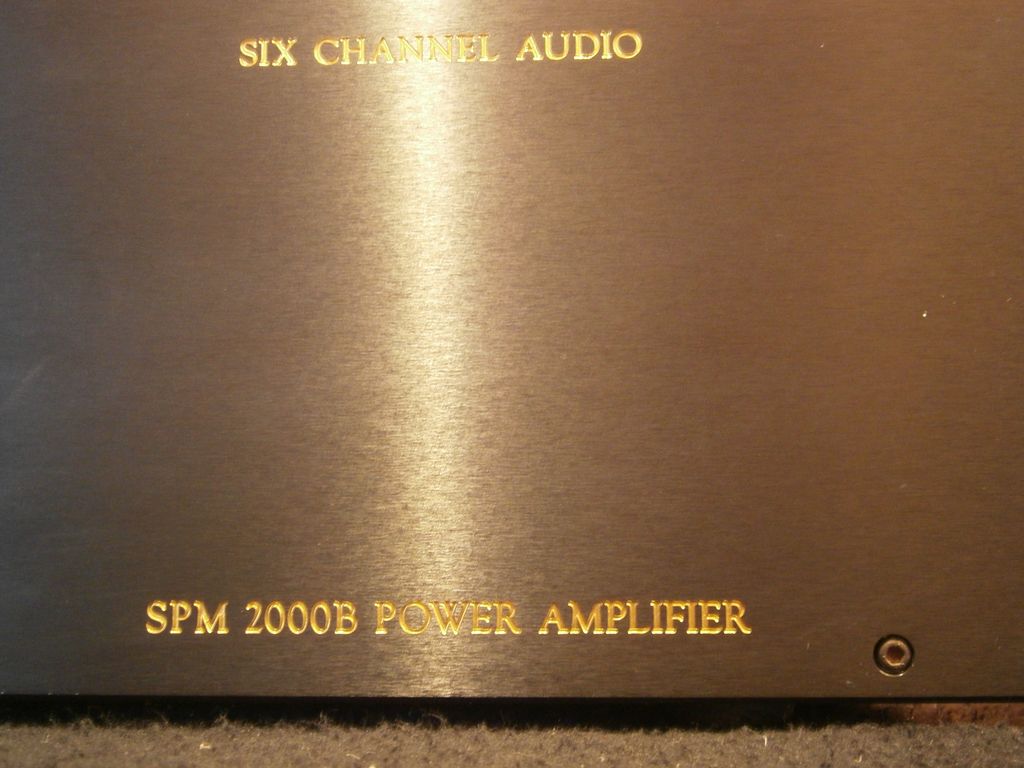 SIX CHANNEL AUDIO
SPM 2000B POWER AMPLIFIER